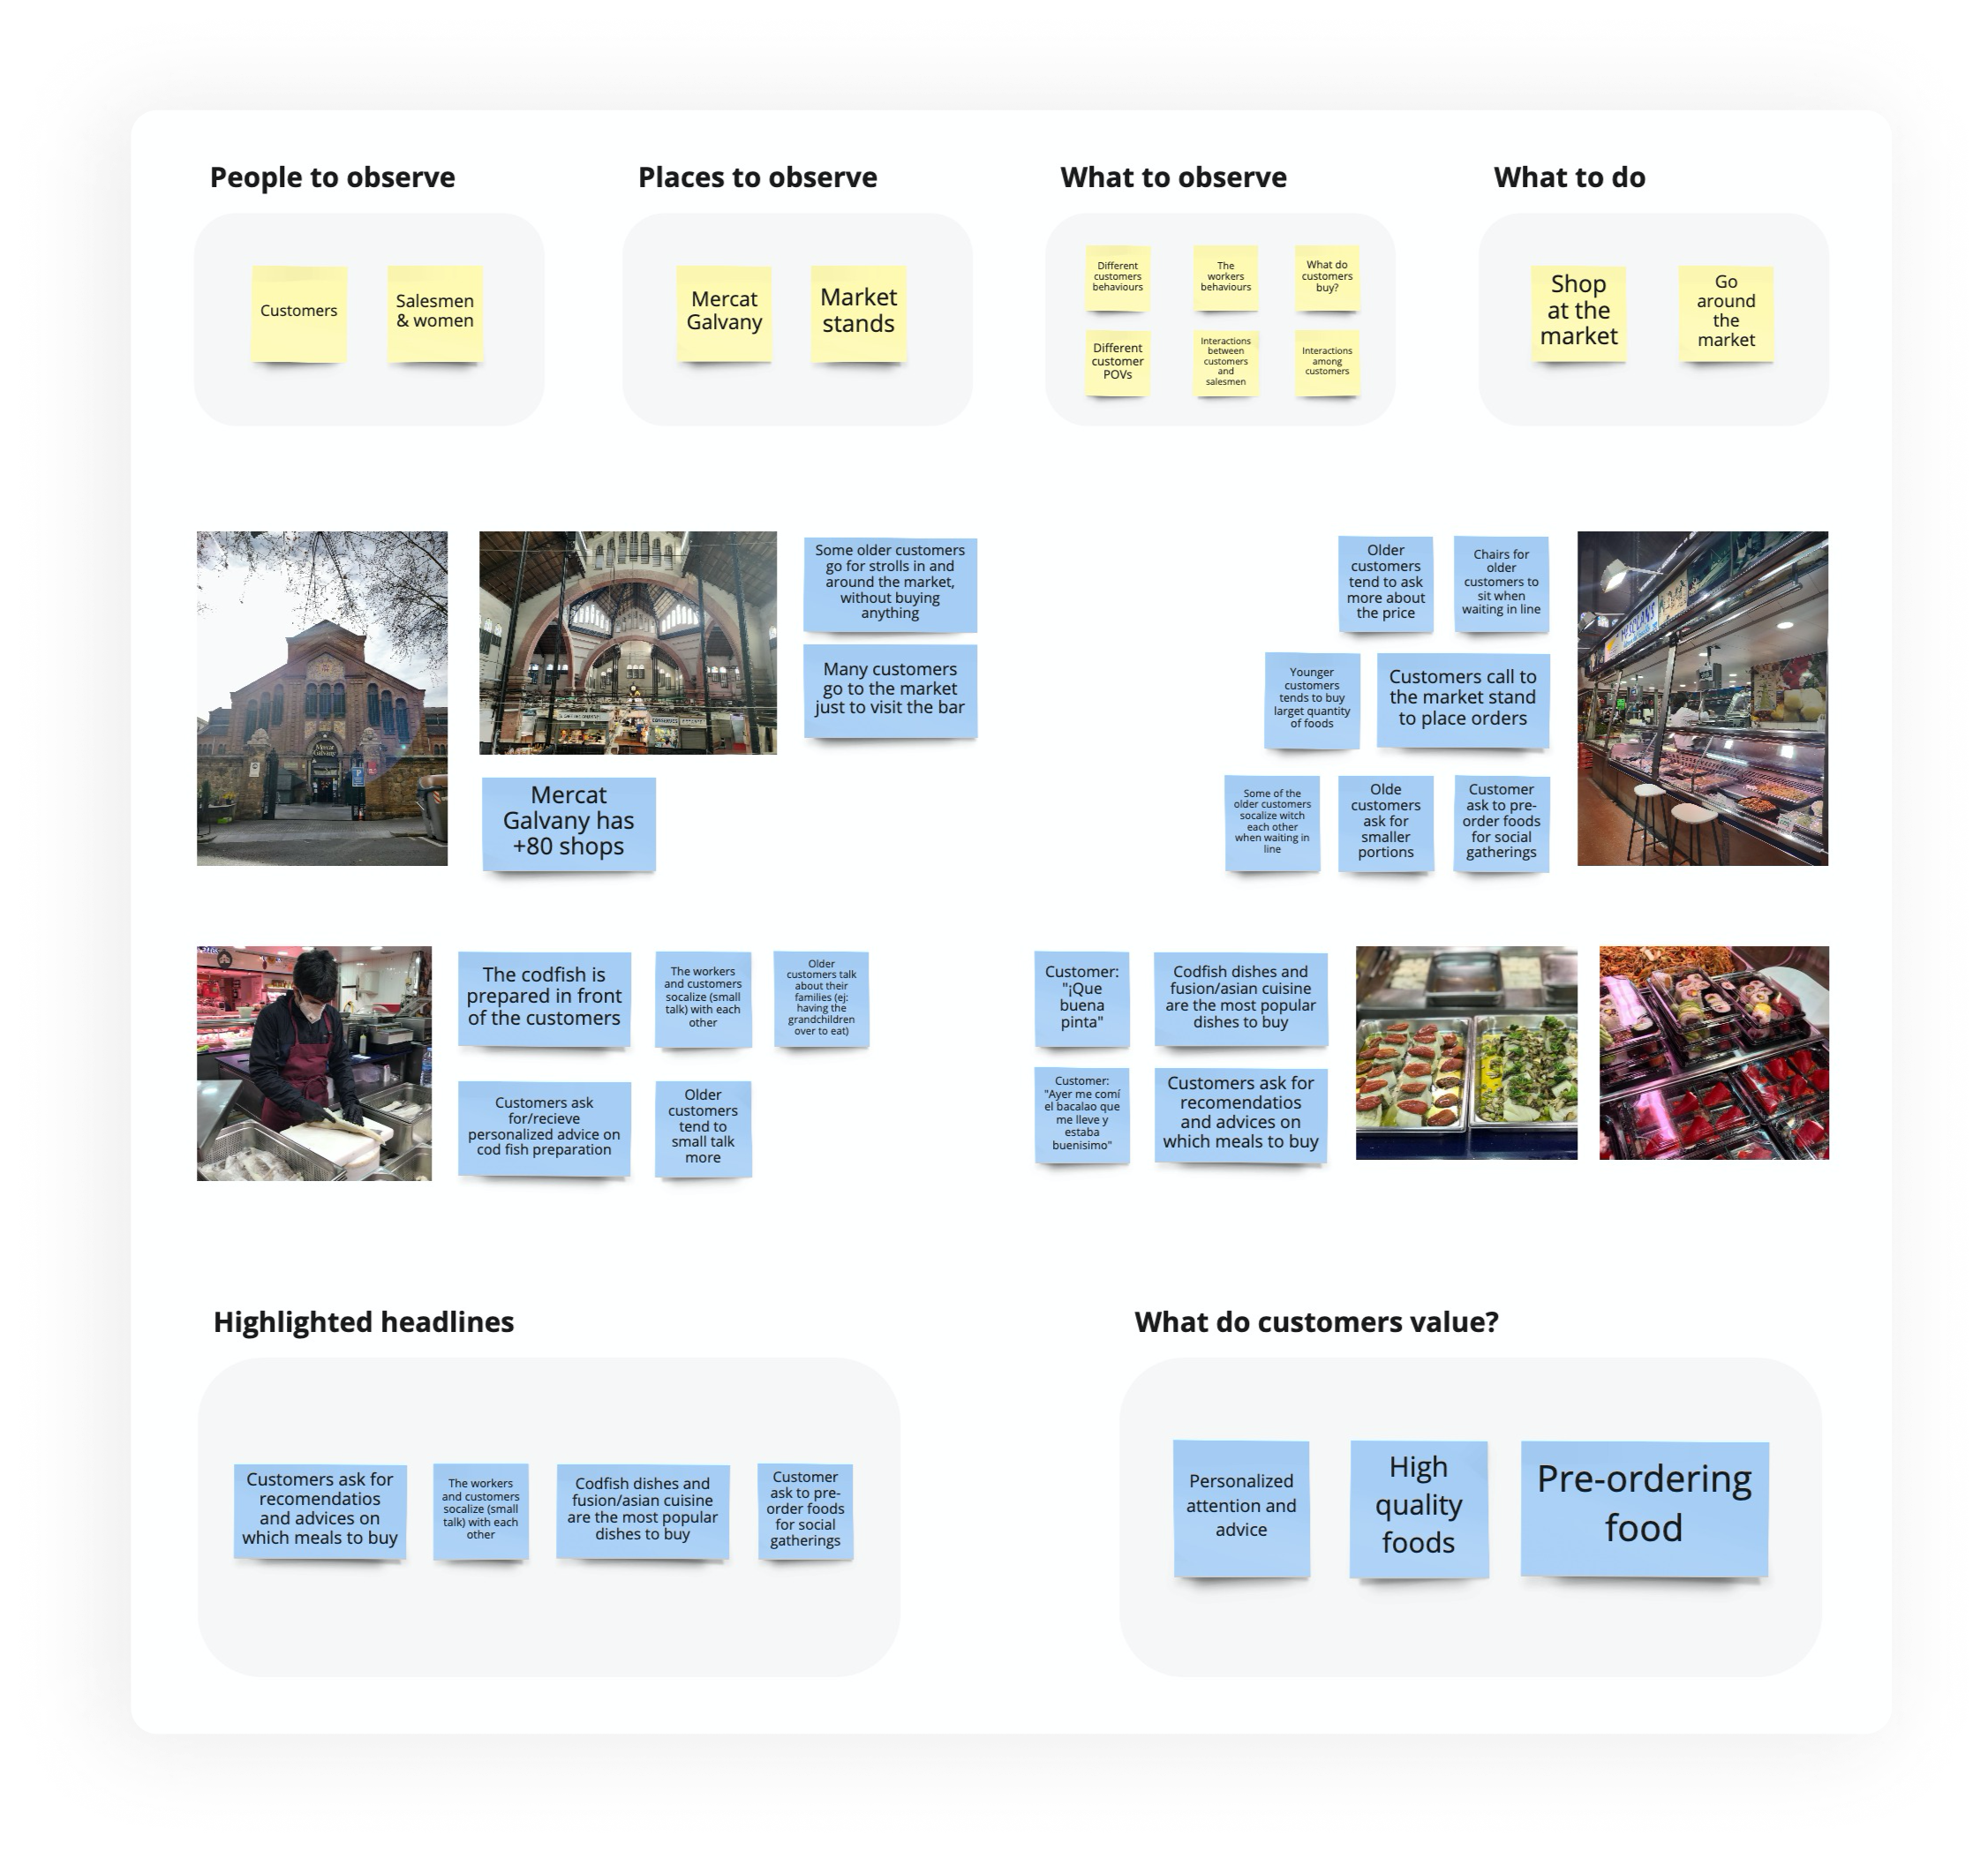 People to observe
Places to observe
What to observe
What to do
Customers
Salesmen
& women
Mercat
Galvany
Market
stands
Different
customers
behaviours
The
workers
behaviours
What do
customers
buy?
Different
customer
POVs
Interactions
between
customers
and
salesmen
Interactions
among
customers
Shop
at the
market
Go
around
the
market
Mercat
Galvany
Some older customers
go for strolls in and
around the market,
without buying
anything
Many customers
go to the market
just to visit the bar
Mercat
Galvany has
+80 shops
Older
customers
tend to ask
more about
the price
Chairs for
older
customers to
sit when
waiting in line
Younger
customers
tends to buy
larget quantity
of foods
Customers call to
the market stand
to place orders
Some of the
older customers
socalize witch
each other
when waiting in
line
Olde
customers
ask for
smaller
portions
Customer
ask to pre-
order foods
for social
gatherings
The codfish is
prepared in front
of the customers
The workers
and customers
socalize (small
talk) with each
other
Older
customers talk
about their
families (ej:
having the
grandchildren
over to eat)
Customers ask
for/recieve
personalized advice on
cod fish preparation
Older
customers
tend to
small talk
more
Customer:
"¡Que
buena
pinta"
Codfish dishes and
fusion/asian cuisine
are the most popular
dishes to buy
Customer:
"Ayer me comí
el bacalao que
me lleve y
estaba
buenisimo"
Customers ask for
recomendatios
and advices on
which meals to buy
Highlighted headlines
What do customers value?
Customers ask for
recomendatios
and advices on
which meals to buy
The workers
and customers
socalize (small
talk) with each
other
Codfish dishes and
fusion/asian cuisine
are the most popular
dishes to buy
Customer
ask to pre-
order foods
for social
gatherings
Personalized
attention and
advice
High
quality
foods
Pre-ordering
food